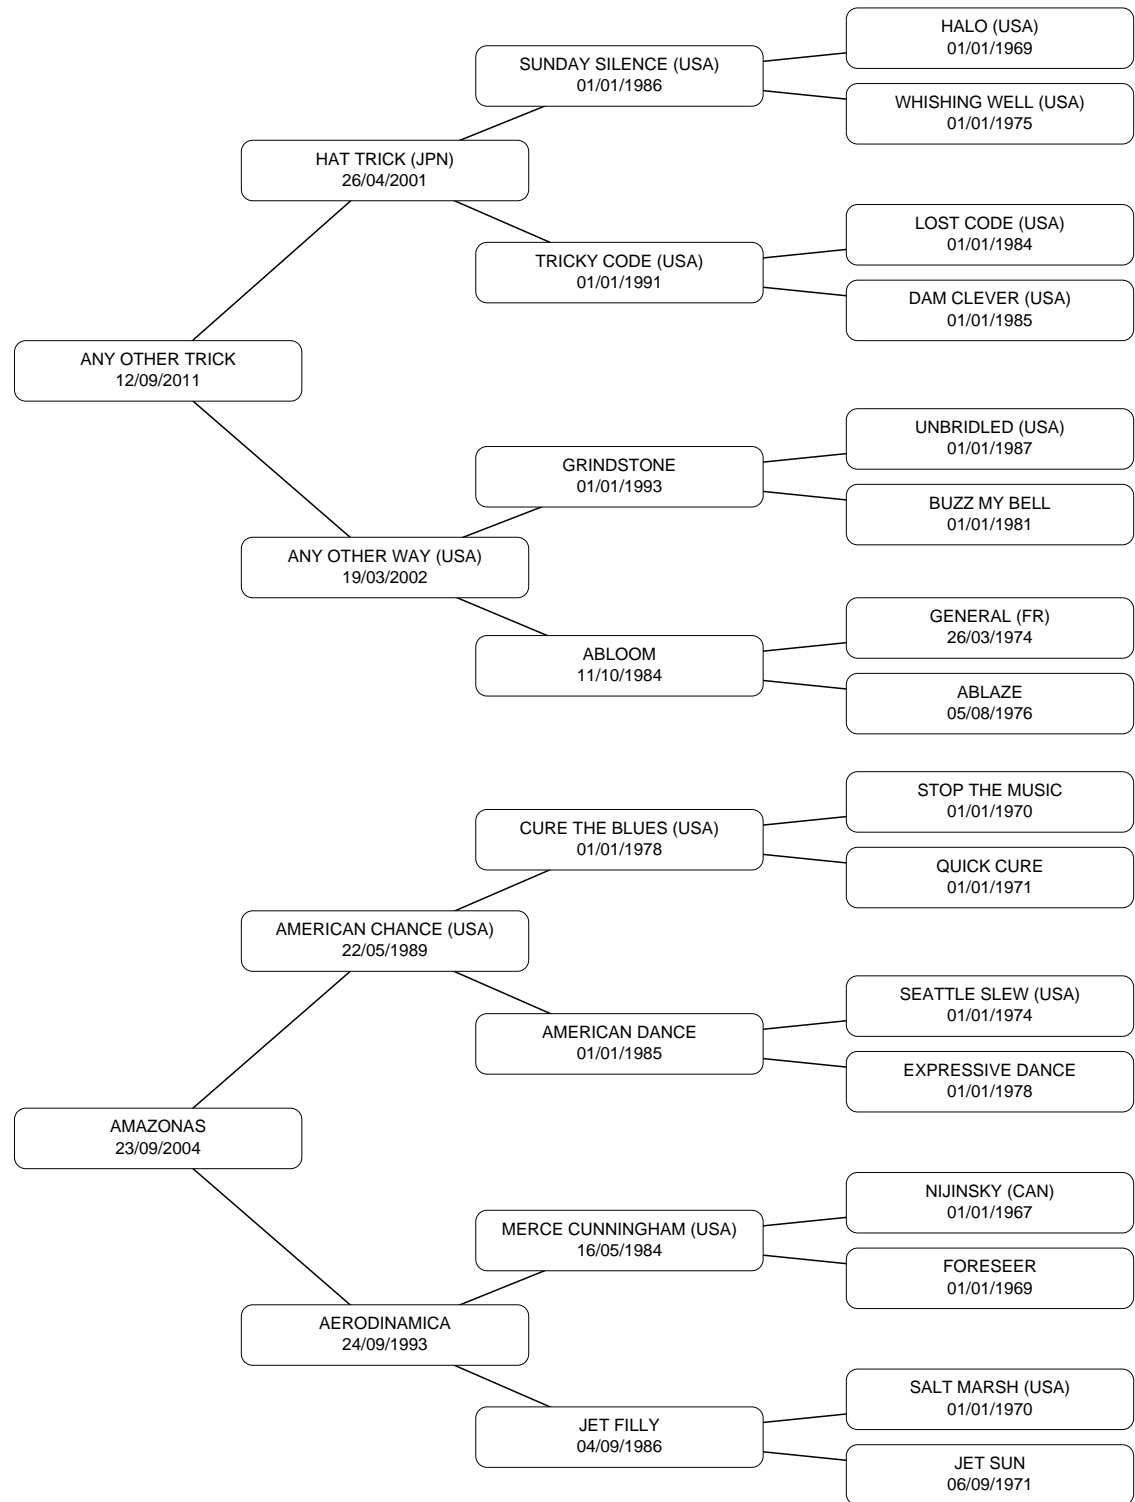 HALO (USA)
01/01/1969
SUNDAY SILENCE (USA)
01/01/1986
WHISHING WELL (USA)
01/01/1975
HAT TRICK (JPN)
26/04/2001
LOST CODE (USA)
01/01/1984
TRICKY CODE (USA)
01/01/1991
DAM CLEVER (USA)
01/01/1985
ANY OTHER TRICK
12/09/2011
UNBRIDLED (USA)
01/01/1987
GRINDSTONE
01/01/1993
BUZZ MY BELL
01/01/1981
ANY OTHER WAY (USA)
19/03/2002
GENERAL (FR)
26/03/1974
ABLOOM
11/10/1984
ABLAZE
05/08/1976
STOP THE MUSIC
01/01/1970
CURE THE BLUES (USA)
01/01/1978
QUICK CURE
01/01/1971
AMERICAN CHANCE (USA)
22/05/1989
SEATTLE SLEW (USA)
01/01/1974
AMERICAN DANCE
01/01/1985
EXPRESSIVE DANCE
01/01/1978
AMAZONAS
23/09/2004
NIJINSKY (CAN)
01/01/1967
MERCE CUNNINGHAM (USA)
16/05/1984
FORESEER
01/01/1969
AERODINAMICA
24/09/1993
SALT MARSH (USA)
01/01/1970
JET FILLY
04/09/1986
JET SUN
06/09/1971